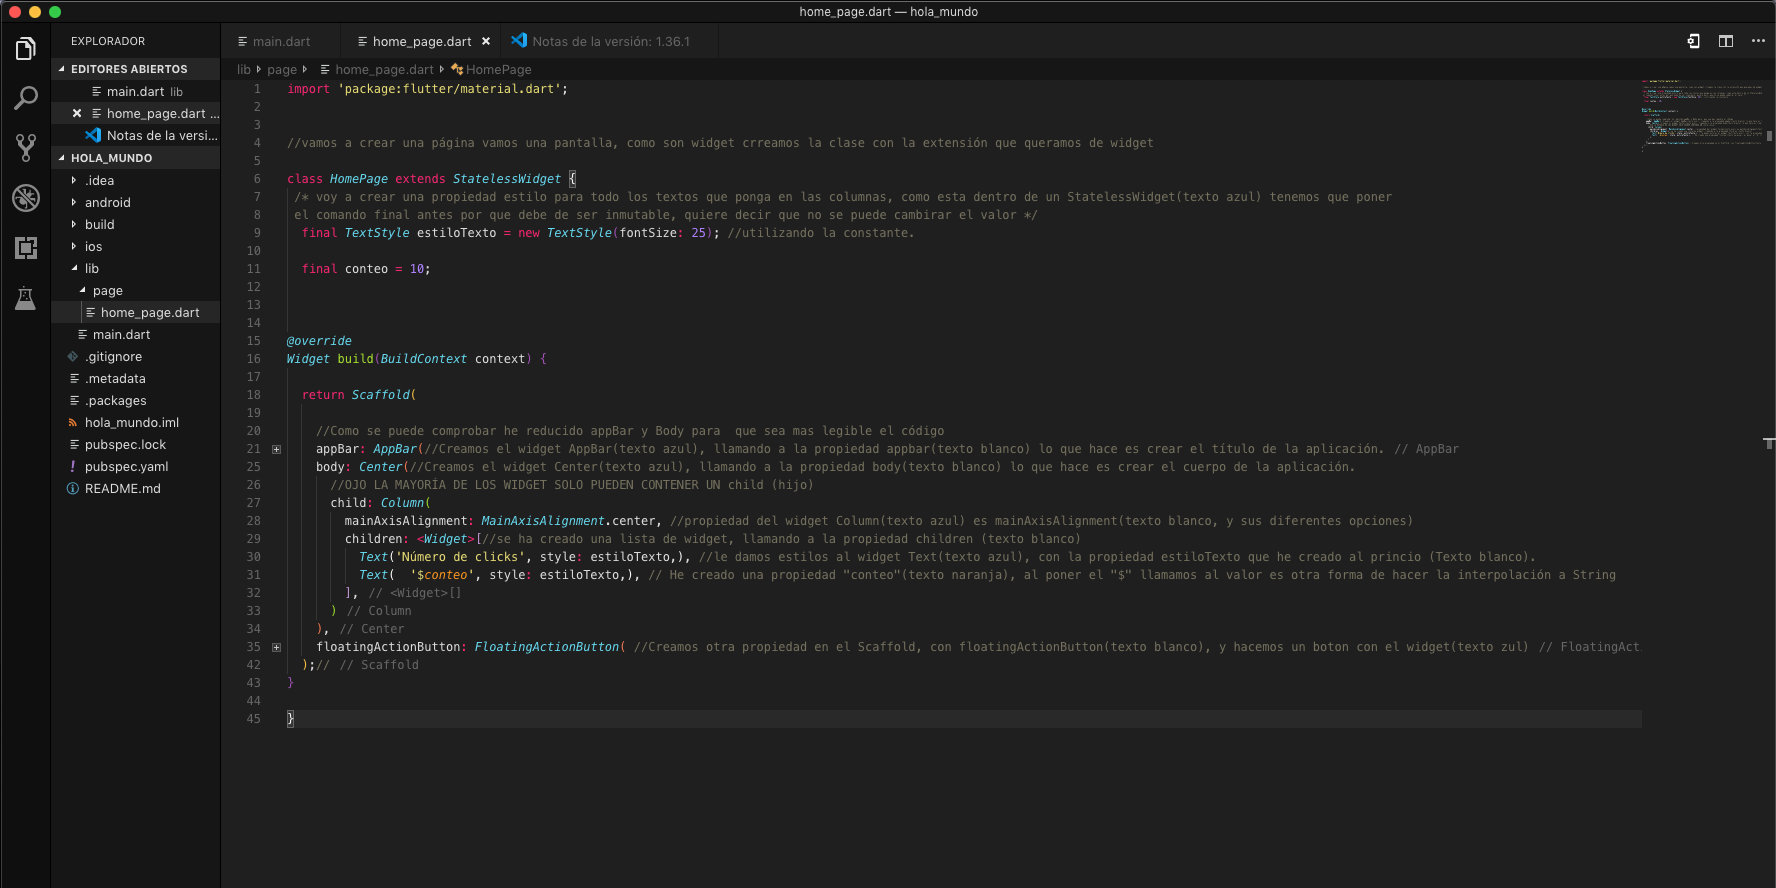 home_page.dart — hola_mundo
EXPLORADOR
EDITORES ABIERTOS
main.dart lib
home_page.dart ...
Notas de la versi...
HOLA_MUNDO
.idea
android
build
ios
lib
page
home_page.dart
main.dart
.gitignore
.metadata
.packages
hola_mundo.iml
pubspec.lock
pubspec.yaml
README.md
main.dart
home_page.dart
Notas de la versión: 1.36.1
lib page home_page.dart HomePage
1 import 'package:flutter/material.dart';
2
3
4 //vamos a crear una página vamos una pantalla, como son widget crreamos la clase con la extensión que queramos de widget
5
6 class HomePage extends StatelessWidget {
7 /* voy a crear una propiedad estilo para todo los textos que ponga en las columnas, como esta dentro de un StatelessWidget(texto azul) tenemos que poner
8 el comando final antes por que debe de ser inmutable, quiere decir que no se puede cambirar el valor */
9 final TextStyle estiloTexto = new TextStyle(fontSize: 25); //utilizando la constante.
10
11 final conteo = 10;
12
13
14
15 @override
16 Widget build(BuildContext context) {
17
18 return Scaffold(
19
20 //Como se puede comprobar he reducido appBar y Body para  que sea mas legible el código
21 appBar: AppBar(//Creamos el widget AppBar(texto azul), llamando a la propiedad appbar(texto blanco) lo que hace es crear el título de la aplicación. // AppBar
25 body: Center(//Creamos el widget Center(texto azul), llamando a la propiedad body(texto blanco) lo que hace es crear el cuerpo de la aplicación.
26 //OJO LA MAYORÍA DE LOS WIDGET SOLO PUEDEN CONTENER UN child (hijo)
27 child: Column(
28 mainAxisAlignment: MainAxisAlignment.center, //propiedad del widget Column(texto azul) es mainAxisAlignment(texto blanco, y sus diferentes opciones)
29 children: <Widget>[//se ha creado una lista de widget, llamando a la propiedad children (texto blanco)
30 Text('Número de clicks', style: estiloTexto,), //le damos estilos al widget Text(texto azul), con la propiedad estiloTexto que he creado al princio (Texto blanco).
31 Text(  '$conteo', style: estiloTexto,), // He creado una propiedad "conteo"(texto naranja), al poner el "$" llamamos al valor es otra forma de hacer la interpolación a String
32 ], // <Widget>[]
33 ) // Column
34 ), // Center
35 floatingActionButton: FloatingActionButton( //Creamos otra propiedad en el Scaffold, con floatingActionButton(texto blanco), y hacemos un boton con el widget(texto zul) // FloatingAct
42 );// // Scaffold
43 }
44
45 }